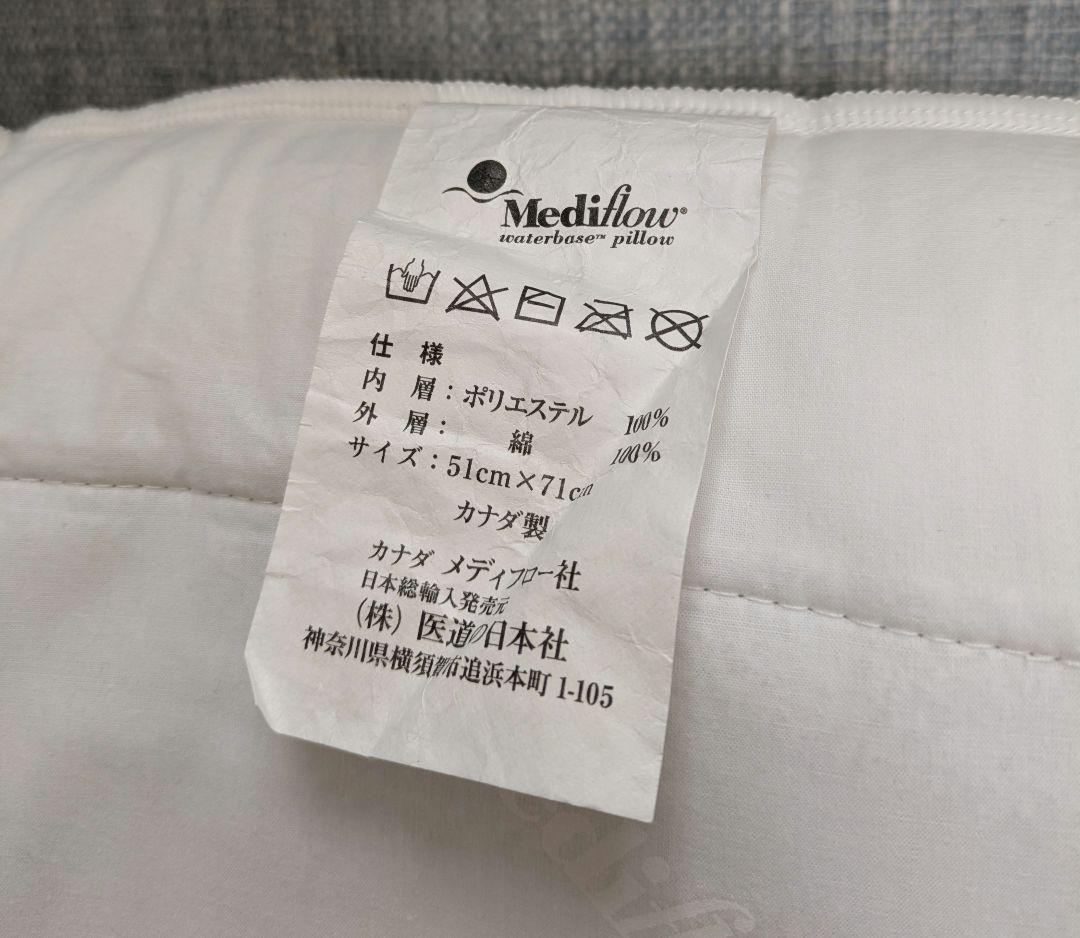 Mediflow®
waterbase™ pillow
仕 様
内 層：ポリエステル 100%
外 層： 綿 100%
サイズ：51cm×71cm
カナダ製
カナダ メディフロー社
日本総輸入発売元
（株）医道の日本社
神奈川県横須賀市追浜本町 1-105